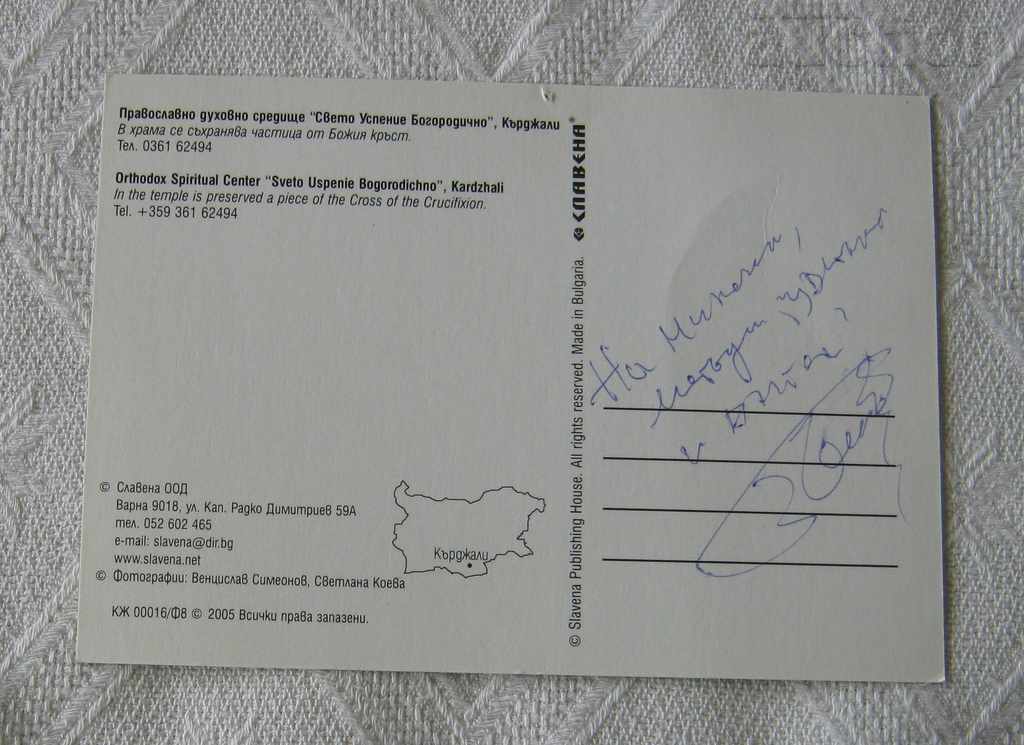 Православно духовно средище "Свето Успение Богородично", Кърджали
В храма се съхранява частица от Божия кръст.
Тел. 0361 62494
Orthodox Spiritual Center "Sveto Uspenie Bogorodichno", Kardzhali
In the temple is preserved a piece of the Cross of the Crucifixion.
Tel. +359 361 62494
© Славена ООД
Варна 9018, ул. Кап. Радко Димитриев 59А
тел. 052 602 465
e-mail: slavena@dir.bg
www.slavena.net
© Фотографии: Венцислав Симеонов, Светлана Коева
КЖ 00016/Ф8 © 2005 Всички права запазени.
Кърджали
© Slavena Publishing House. All rights reserved. Made in Bulgaria.
СЛАВЕНА®
На
и